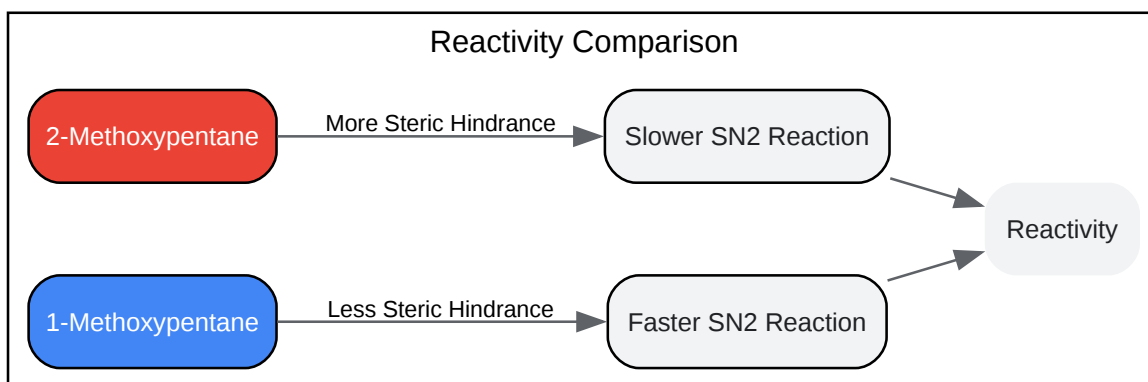 Reactivity Comparison
2-Methoxypentane
More Steric Hindrance
Slower SN2 Reaction
Reactivity
1-Methoxypentane
Less Steric Hindrance
Faster SN2 Reaction